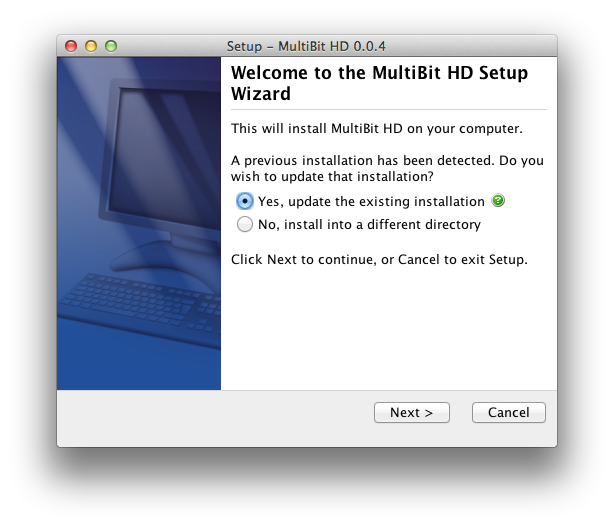 Setup – MultiBit HD 0.0.4
Welcome to the MultiBit HD Setup
Wizard
This will install MultiBit HD on your computer.
A previous installation has been detected. Do you
wish to update that installation?
Yes, update the existing installation ?
No, install into a different directory
Click Next to continue, or Cancel to exit Setup.
Next > Cancel